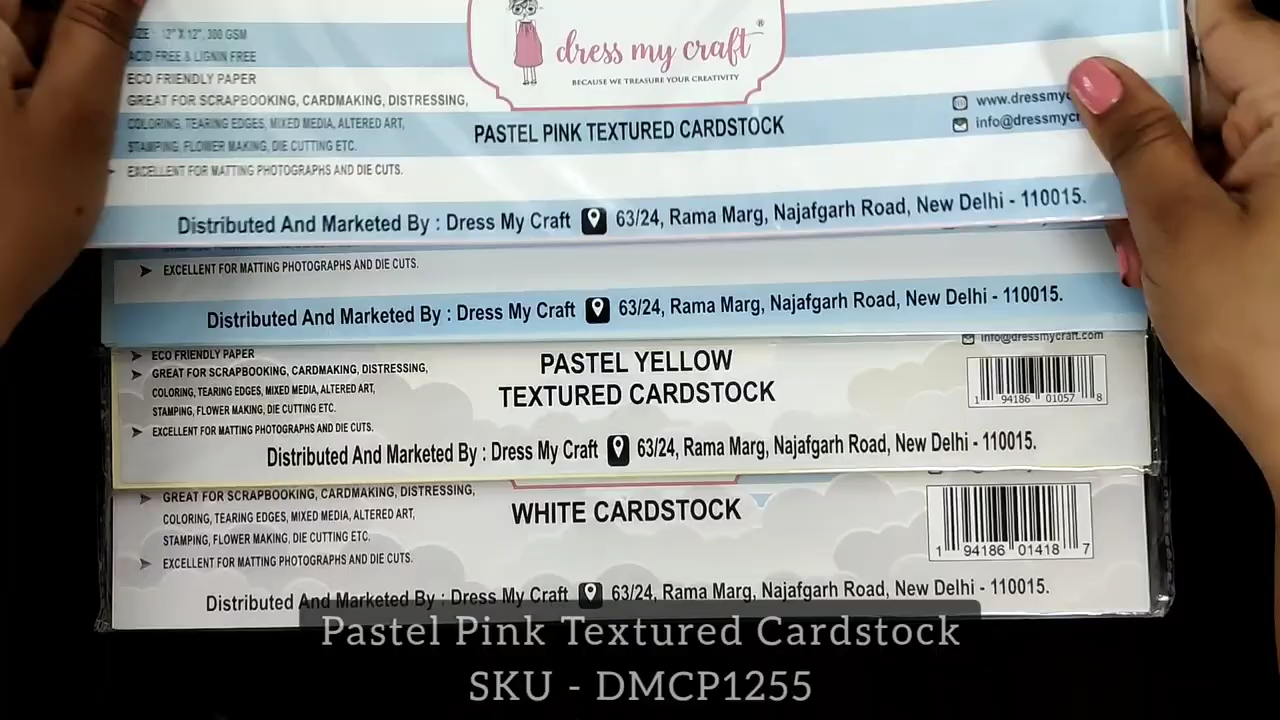 SIZE : 12" X 12", 300 GSM
ACID FREE & LIGNIN FREE
ECO FRIENDLY PAPER
GREAT FOR SCRAPBOOKING, CARDMAKING, DISTRESSING,
COLORING, TEARING EDGES, MIXED MEDIA, ALTERED ART,
STAMPING, FLOWER MAKING, DIE CUTTING ETC.
EXCELLENT FOR MATTING PHOTOGRAPHS AND DIE CUTS.
dress my craft®
BECAUSE WE TREASURE YOUR CREATIVITY
PASTEL PINK TEXTURED CARDSTOCK
www.dressmyc
info@dressmycr
Distributed And Marketed By : Dress My Craft 63/24, Rama Marg, Najafgarh Road, New Delhi - 110015.
EXCELLENT FOR MATTING PHOTOGRAPHS AND DIE CUTS.
Distributed And Marketed By : Dress My Craft 63/24, Rama Marg, Najafgarh Road, New Delhi - 110015.
ECO FRIENDLY PAPER
GREAT FOR SCRAPBOOKING, CARDMAKING, DISTRESSING,
COLORING, TEARING EDGES, MIXED MEDIA, ALTERED ART,
STAMPING, FLOWER MAKING, DIE CUTTING ETC.
EXCELLENT FOR MATTING PHOTOGRAPHS AND DIE CUTS.
PASTEL YELLOW
TEXTURED CARDSTOCK
info@dressmycraft.com
1 94186 01057 8
Distributed And Marketed By : Dress My Craft 63/24, Rama Marg, Najafgarh Road, New Delhi - 110015.
GREAT FOR SCRAPBOOKING, CARDMAKING, DISTRESSING,
COLORING, TEARING EDGES, MIXED MEDIA, ALTERED ART,
STAMPING, FLOWER MAKING, DIE CUTTING ETC.
EXCELLENT FOR MATTING PHOTOGRAPHS AND DIE CUTS.
WHITE CARDSTOCK
1 94186 01418 7
Distributed And Marketed By : Dress My Craft 63/24, Rama Marg, Najafgarh Road, New Delhi - 110015.
Pastel Pink Textured Cardstock
SKU - DMCP1255